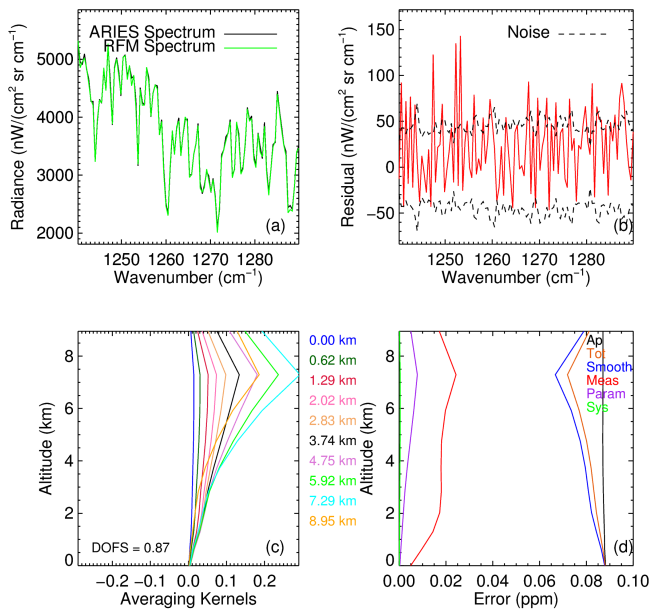 ARIES Spectrum
RFM Spectrum
5000
4000
3000
2000
Radiance (nW/(cm² sr cm⁻¹)
(a)
1250 1260 1270 1280
Wavenumber (cm⁻¹)
Noise
150
100
50
0
−50
Residual (nW/(cm² sr cm⁻¹)
(b)
1250 1260 1270 1280
Wavenumber (cm⁻¹)
8
6
4
2
0
Altitude (km)
DOFS = 0.87
(c)
−0.2 −0.1 0.0 0.1 0.2
Averaging Kernels
0.00 km
0.62 km
1.29 km
2.02 km
2.83 km
3.74 km
4.75 km
5.92 km
7.29 km
8.95 km
8
6
4
2
0
Altitude (km)
Ap
Tot
Smooth
Meas
Param
Sys
(d)
0.00 0.02 0.04 0.06 0.08 0.10
Error (ppm)